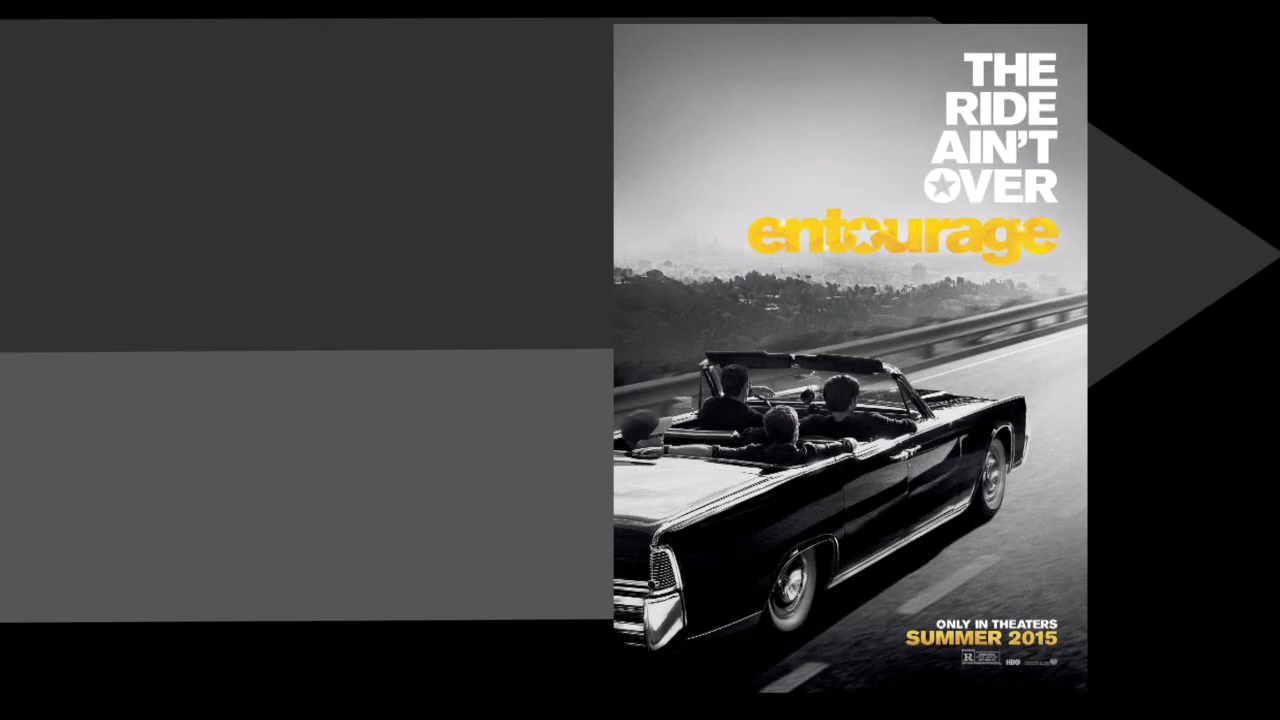 THE
RIDE
AIN'T
OVER
entourage
ONLY IN THEATERS
SUMMER 2015
R
HBO